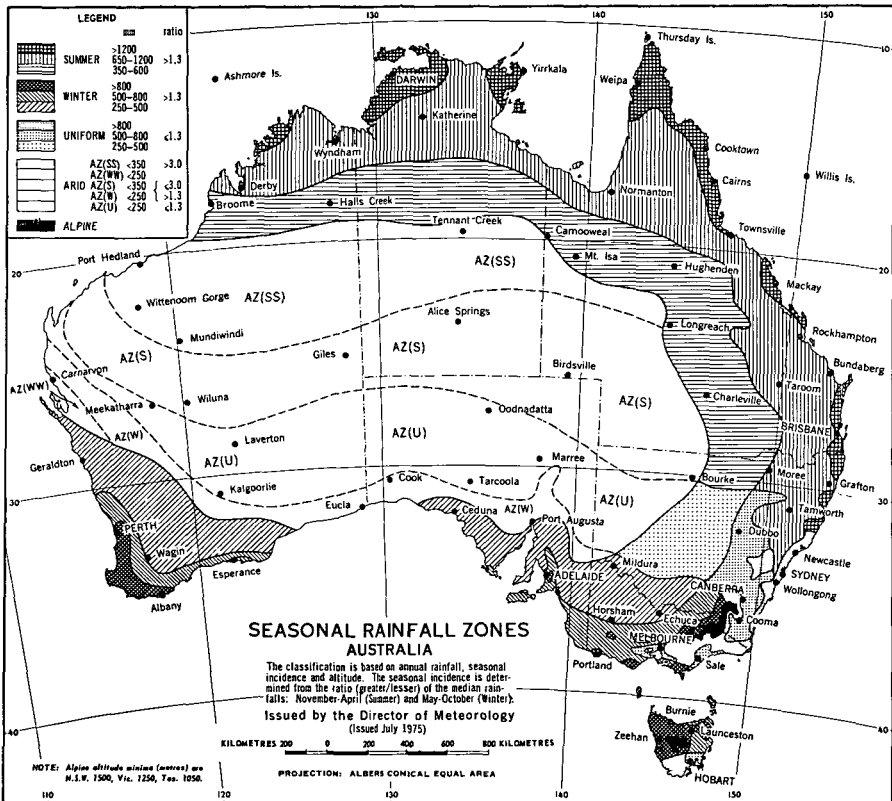 LEGEND
ratio
SUMMER >1200
650-1200 >1.3
350-600
WINTER >800
500-800 >1.3
250-500
UNIFORM >800
500-800 ≤1.3
250-500
AZ(SS) <350 >3.0
AZ(WW) <250
ARID AZ(S) <350 { ≤3.0
AZ(W) <250 { >1.3
AZ(U) <250 ≤1.3
ALPINE
130
140
150
10
10
Thursday Is.
Ashmore Is.
DARWIN
Yirrkala
Weipa
Katherine
Wyndham
Cooktown
Cairns
Willis Is.
Derby
Normanton
Broome
Halls Creek
Townsville
Tennant Creek
Camooweal
Port Hedland
20
20
AZ(SS)
Mt. Isa
Hughenden
Mackay
Wittenoom Gorge
AZ(SS)
Alice Springs
Longreach
Rockhampton
Mundiwindi
AZ(S)
Giles
AZ(S)
Bundaberg
AZ(WW)
Carnarvon
Birdsville
Taroom
Meekatharra
Wiluna
Oodnadatta
AZ(S)
Charleville
BRISBANE
AZ(W)
Laverton
AZ(U)
AZ(U)
Geraldton
Marree
Moree
Kalgoorlie
Cook
Tarcoola
Bourke
Grafton
30
30
Eucla
AZ(U)
Tamworth
Ceduna
AZ(W)
Port Augusta
Dubbo
PERTH
Wagin
Mildura
Newcastle
Esperance
ADELAIDE
CANBERRA
SYDNEY
Wollongong
Albany
Horsham
Echuca
Cooma
MELBOURNE
Portland
Sale
SEASONAL RAINFALL ZONES
AUSTRALIA
The classification is based on annual rainfall, seasonal
incidence and altitude. The seasonal incidence is deter-
mined from the ratio (greater/lesser) of the median rain-
falls: November-April (Summer) and May-October (Winter).
Issued by the Director of Meteorology
(Issued July 1975)
KILOMETRES 200 0 200 400 600 800 KILOMETRES
PROJECTION: ALBERS CONICAL EQUAL AREA
Burnie
Zeehan
Launceston
HOBART
40
40
NOTE: Alpine altitude minima (metres) are
N.S.W. 1500, Vic. 1250, Tas. 1050.
110
120
130
140
150